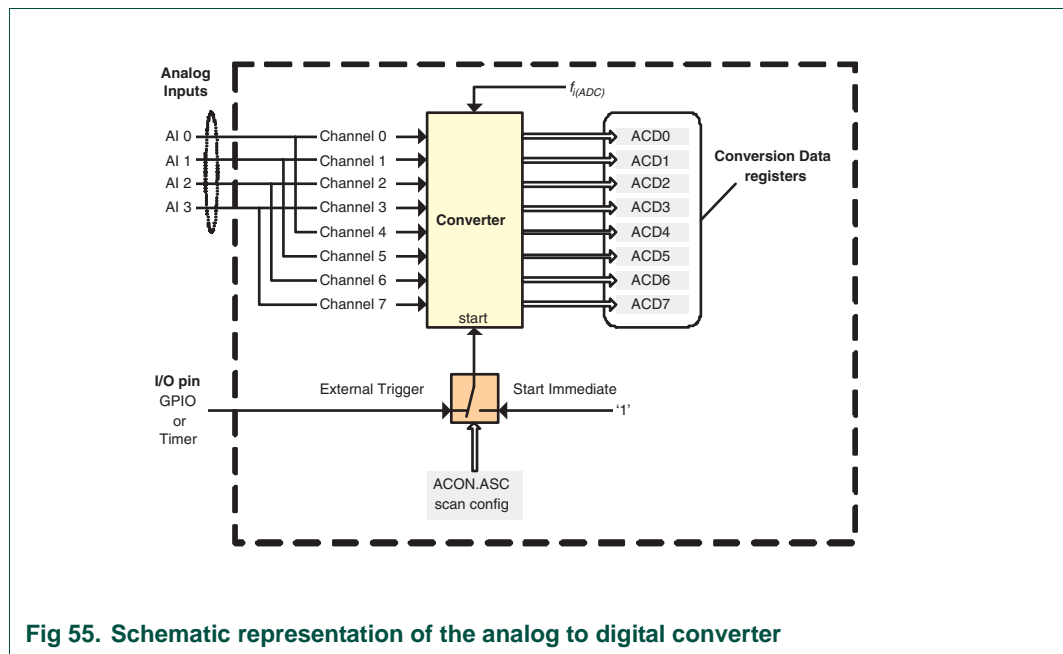 Analog
Inputs
f i(ADC)
AI 0
AI 1
AI 2
AI 3
Channel 0
Channel 1
Channel 2
Channel 3
Channel 4
Channel 5
Channel 6
Channel 7
Converter
start
ACD0
ACD1
ACD2
ACD3
ACD4
ACD5
ACD6
ACD7
Conversion Data
registers
I/O pin
GPIO
or
Timer
External Trigger
Start Immediate
'1'
ACON.ASC
scan config
Fig 55. Schematic representation of the analog to digital converter